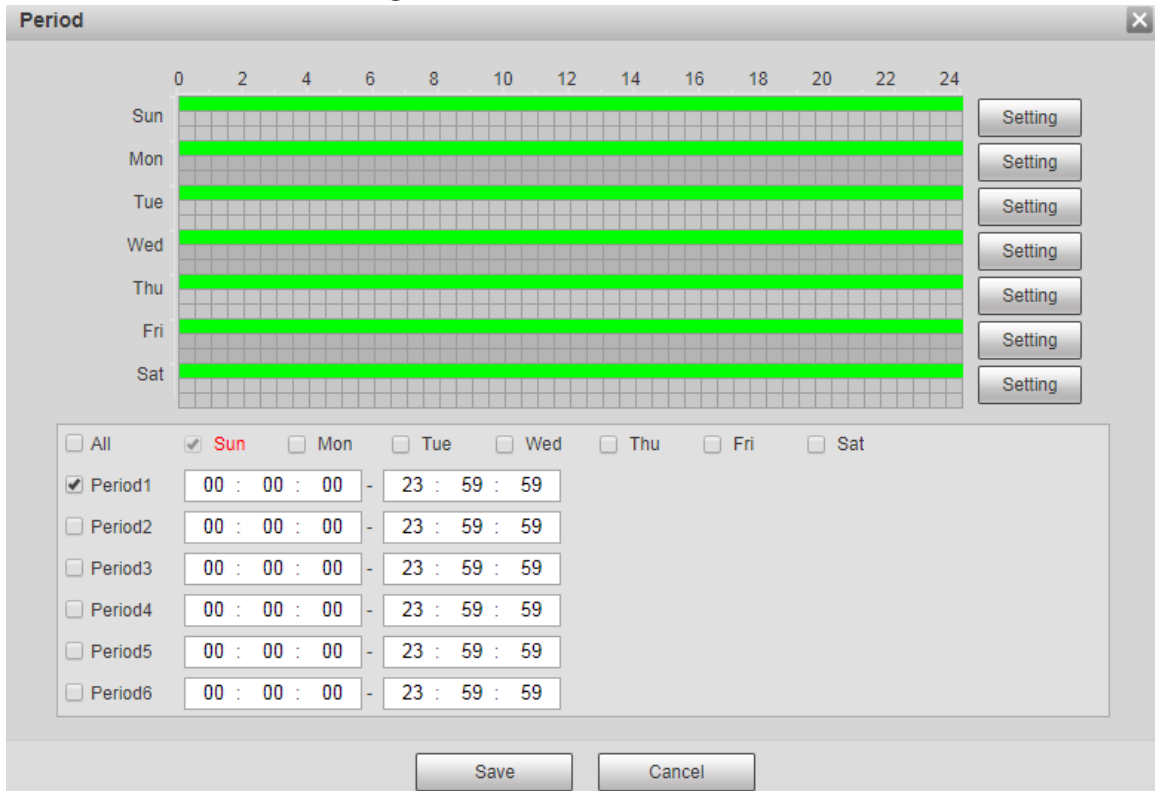 Period
0 2 4 6 8 10 12 14 16 18 20 22 24
Sun Setting
Mon Setting
Tue Setting
Wed Setting
Thu Setting
Fri Setting
Sat Setting
All Sun Mon Tue Wed Thu Fri Sat
Period1 00 : 00 : 00 - 23 : 59 : 59
Period2 00 : 00 : 00 - 23 : 59 : 59
Period3 00 : 00 : 00 - 23 : 59 : 59
Period4 00 : 00 : 00 - 23 : 59 : 59
Period5 00 : 00 : 00 - 23 : 59 : 59
Period6 00 : 00 : 00 - 23 : 59 : 59
Save Cancel